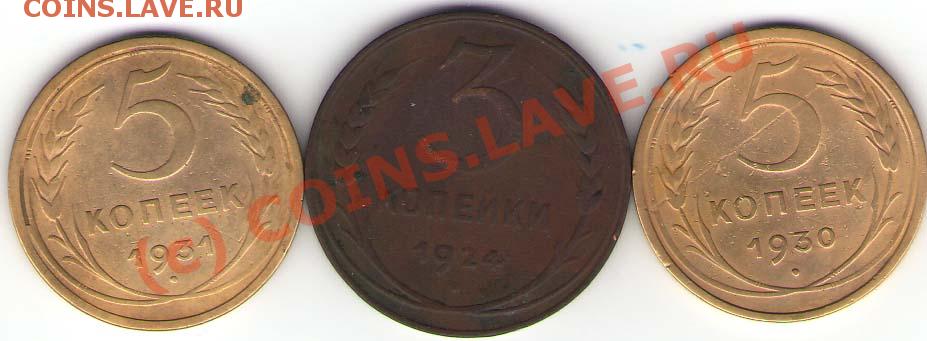 COINS.LAVE.RU
5
КОПЕЕК
1931
3
КОПЕЙКИ
1924
5
КОПЕЕК
1930
(c) COINS.LAVE.RU